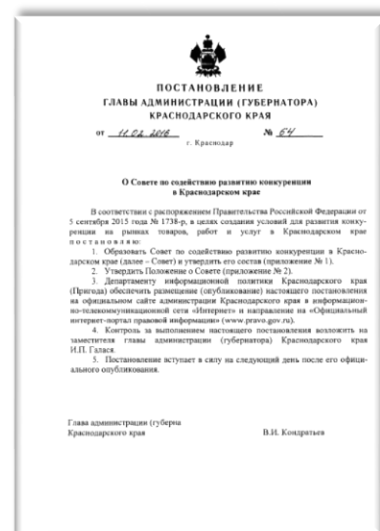 ПОСТАНОВЛЕНИЕ
ГЛАВЫ АДМИНИСТРАЦИИ (ГУБЕРНАТОРА)
КРАСНОДАРСКОГО КРАЯ
от 11.02.2016 № 64
г. Краснодар
О Совете по содействию развитию конкуренции
в Краснодарском крае
В соответствии с распоряжением Правительства Российской Федерации от
5 сентября 2015 года № 1738-р, в целях создания условий для развития конку-
ренции на рынках товаров, работ и услуг в Краснодарском крае
постановляю:
1. Образовать Совет по содействию развитию конкуренции в Красно-
дарском крае (далее – Совет) и утвердить его состав (приложение № 1).
2. Утвердить Положение о Совете (приложение № 2).
3. Департаменту информационной политики Краснодарского края
(Пригода) обеспечить размещение (опубликование) настоящего постановления
на официальном сайте администрации Краснодарского края в информацион-
но-телекоммуникационной сети «Интернет» и направление на «Официальный
интернет-портал правовой информации» (www.pravo.gov.ru).
4. Контроль за выполнением настоящего постановления возложить на
заместителя главы администрации (губернатора) Краснодарского края
И.П. Галася.
5. Постановление вступает в силу на следующий день после его офици-
ального опубликования.
Глава администрации (губерна
Краснодарского края В.И. Кондратьев